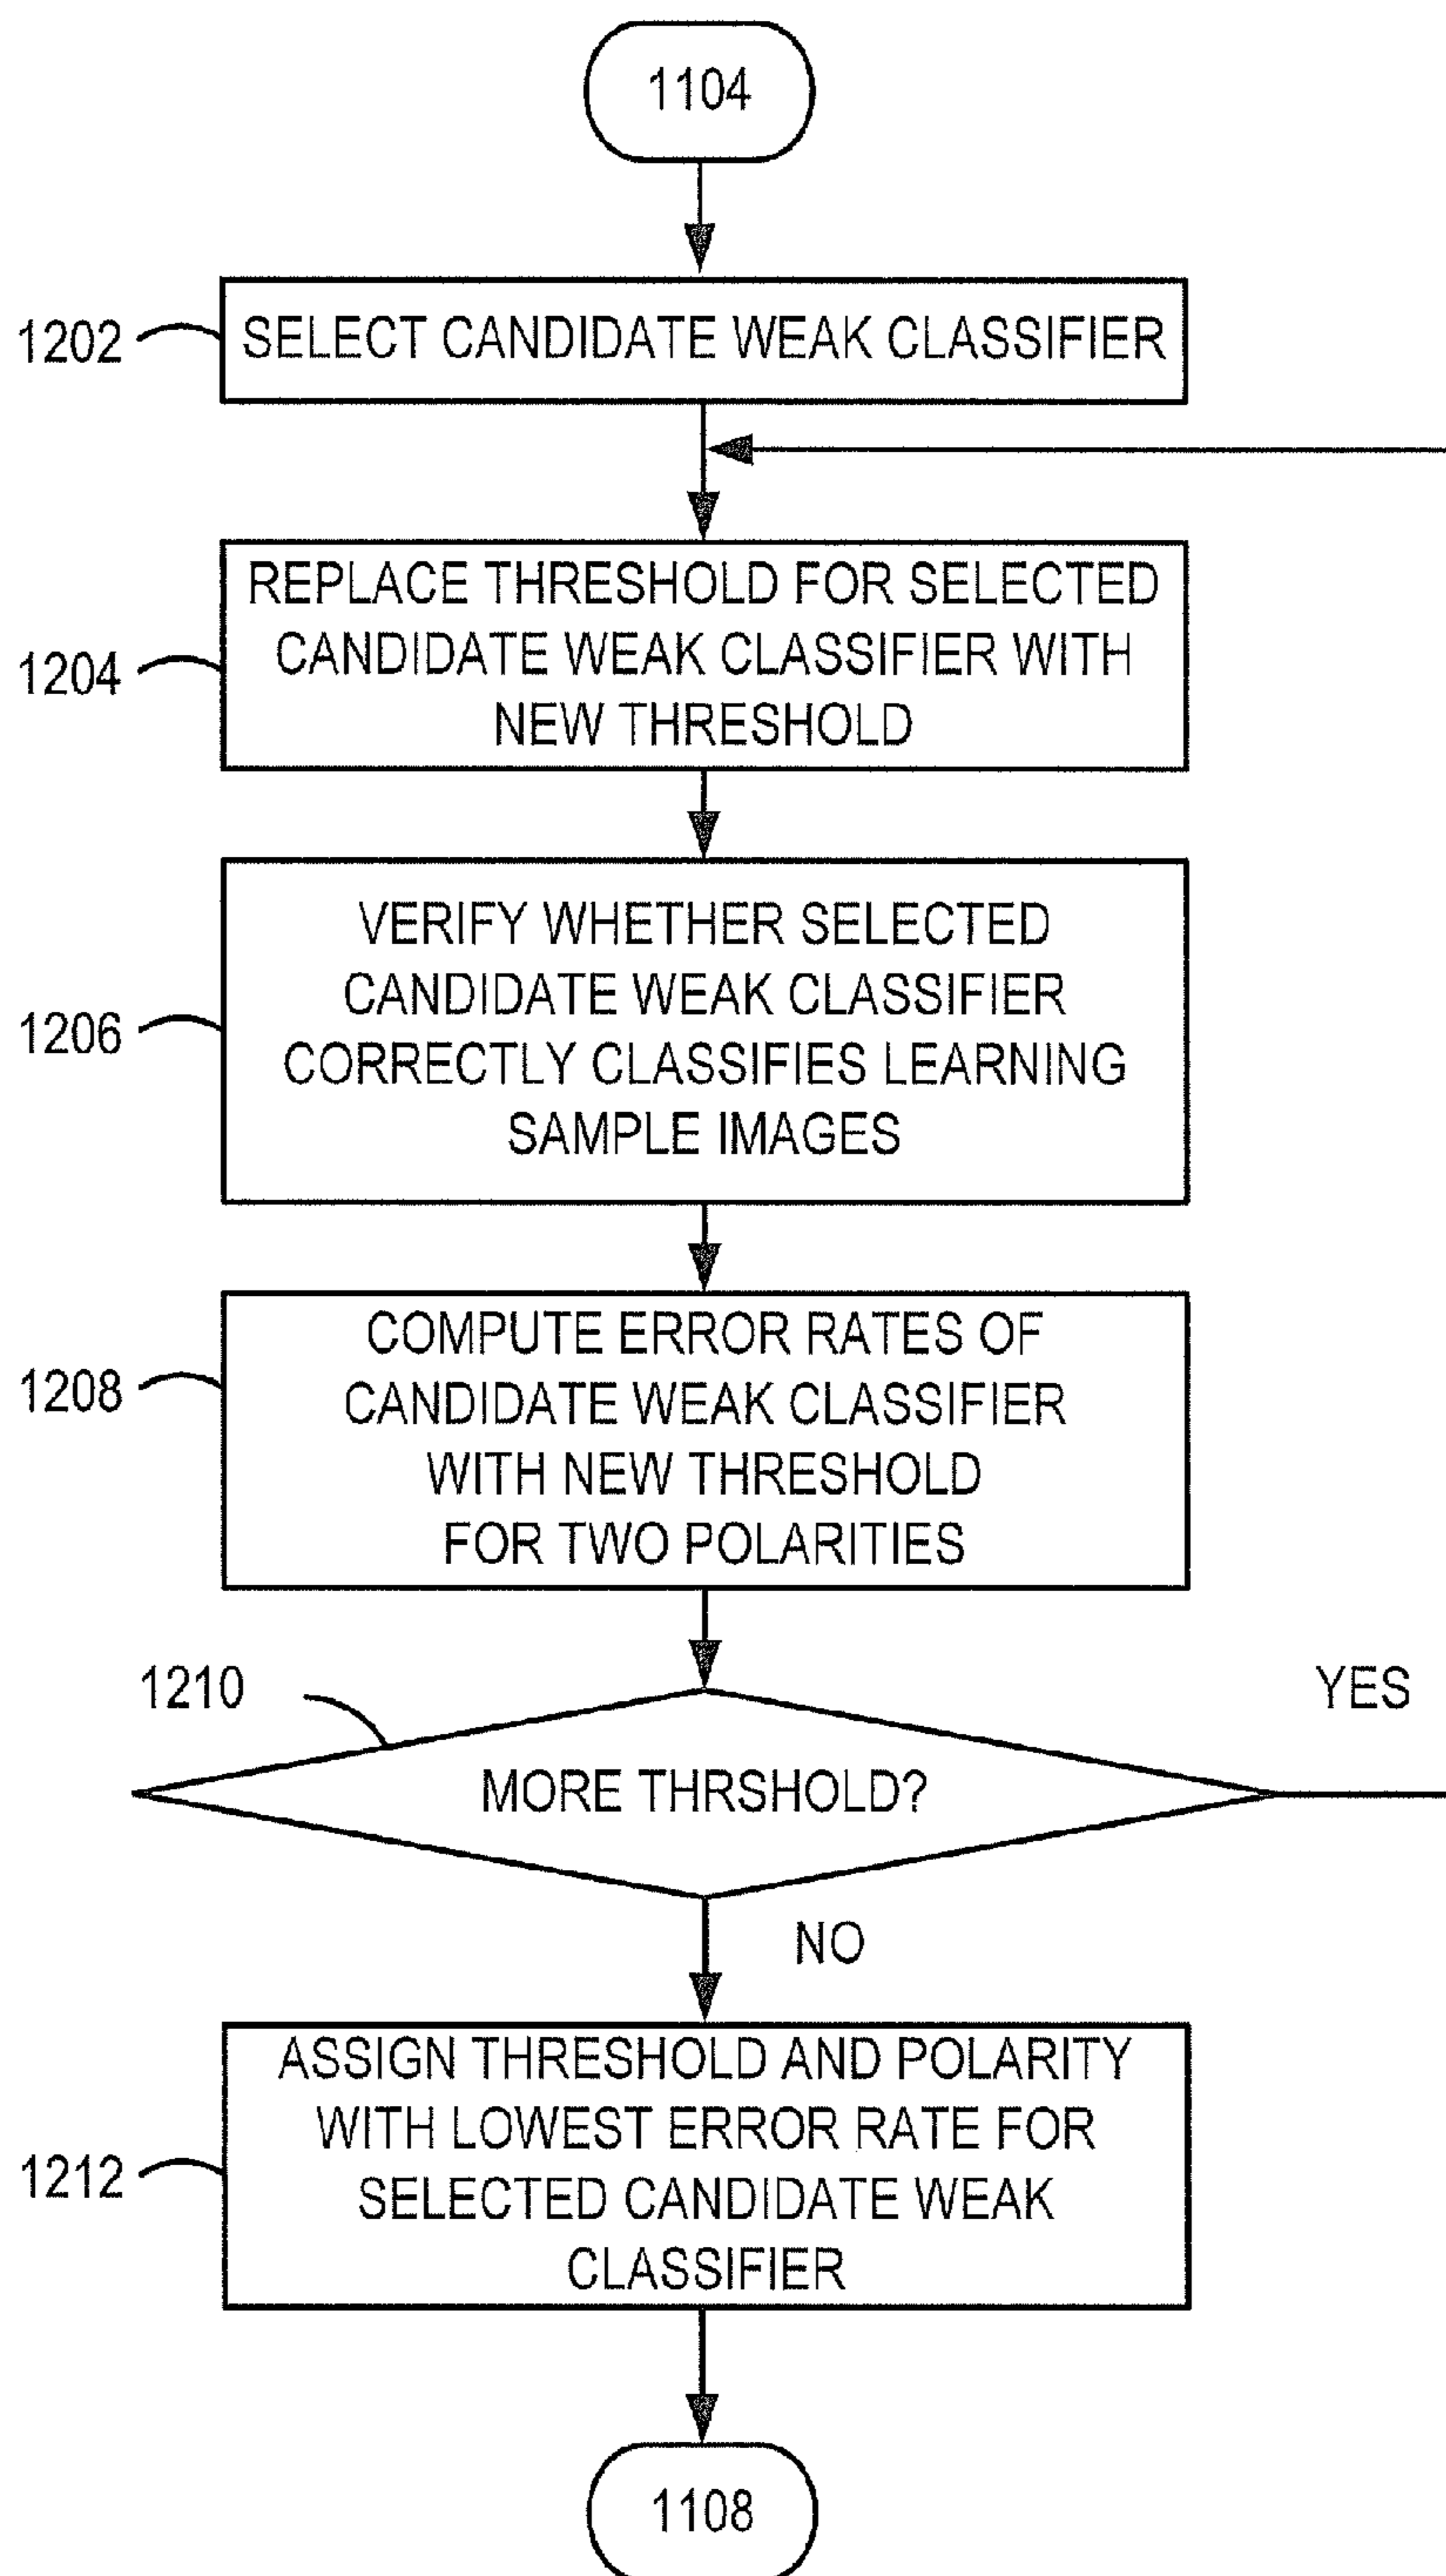 1104
1202
SELECT CANDIDATE WEAK CLASSIFIER
1204
REPLACE THRESHOLD FOR SELECTED
CANDIDATE WEAK CLASSIFIER WITH
NEW THRESHOLD
1206
VERIFY WHETHER SELECTED
CANDIDATE WEAK CLASSIFIER
CORRECTLY CLASSIFIES LEARNING
SAMPLE IMAGES
1208
COMPUTE ERROR RATES OF
CANDIDATE WEAK CLASSIFIER
WITH NEW THRESHOLD
FOR TWO POLARITIES
1210
YES
MORE THRSHOLD?
NO
1212
ASSIGN THRESHOLD AND POLARITY
WITH LOWEST ERROR RATE FOR
SELECTED CANDIDATE WEAK
CLASSIFIER
1108